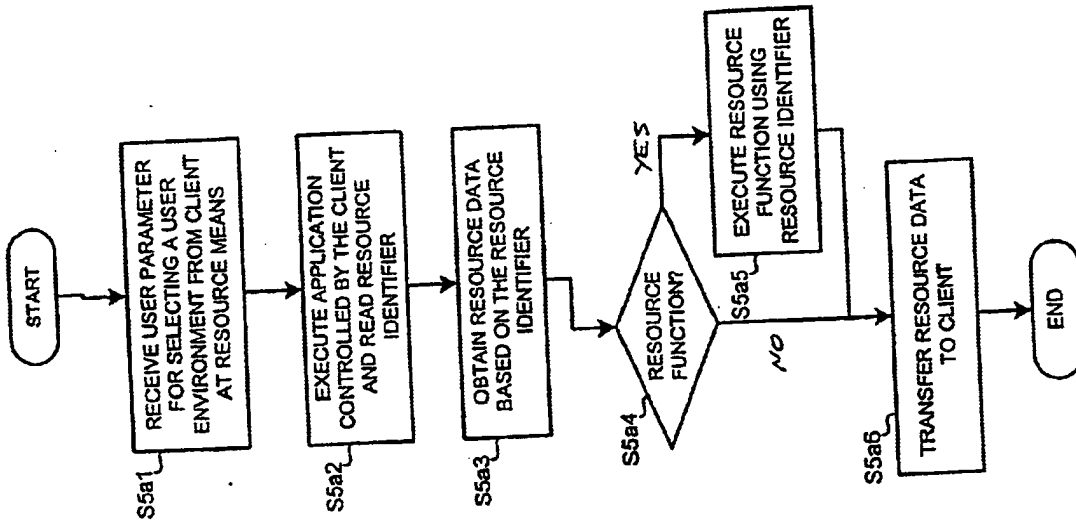 START
S5a1
RECEIVE USER PARAMETER
FOR SELECTING A USER
ENVIRONMENT FROM CLIENT
AT RESOURCE MEANS
S5a2
EXECUTE APPLICATION
CONTROLLED BY THE CLIENT
AND READ RESOURCE
IDENTIFIER
S5a3
OBTAIN RESOURCE DATA
BASED ON THE RESOURCE
IDENTIFIER
S5a4
RESOURCE
FUNCTION?
YES
S5a5
EXECUTE RESOURCE
FUNCTION USING
RESOURCE IDENTIFIER
NO
S5a6
TRANSFER RESOURCE DATA
TO CLIENT
END